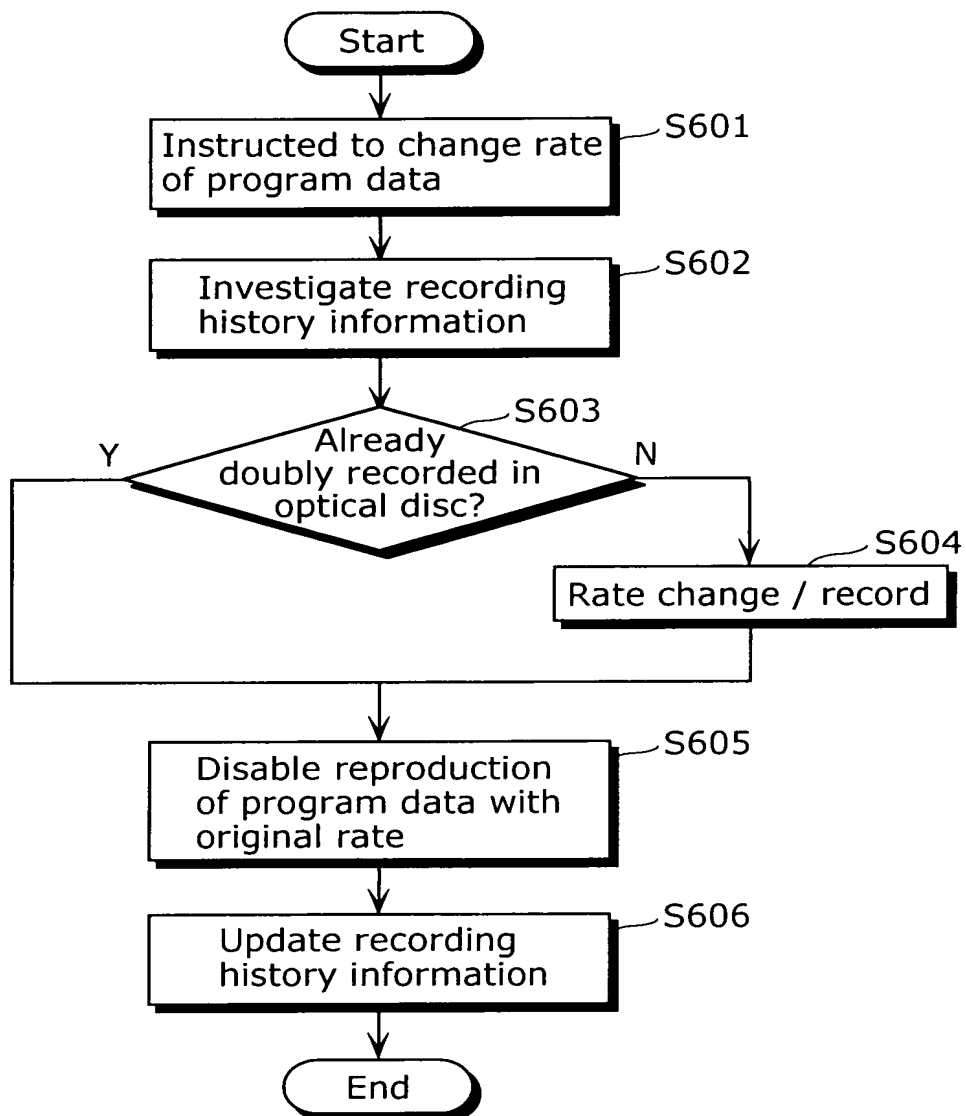 Start
S601
Instructed to change rate
of program data
S602
Investigate recording
history information
S603
Already
doubly recorded in
optical disc?
Y
N
S604
Rate change / record
S605
Disable reproduction
of program data with
original rate
S606
Update recording
history information
End